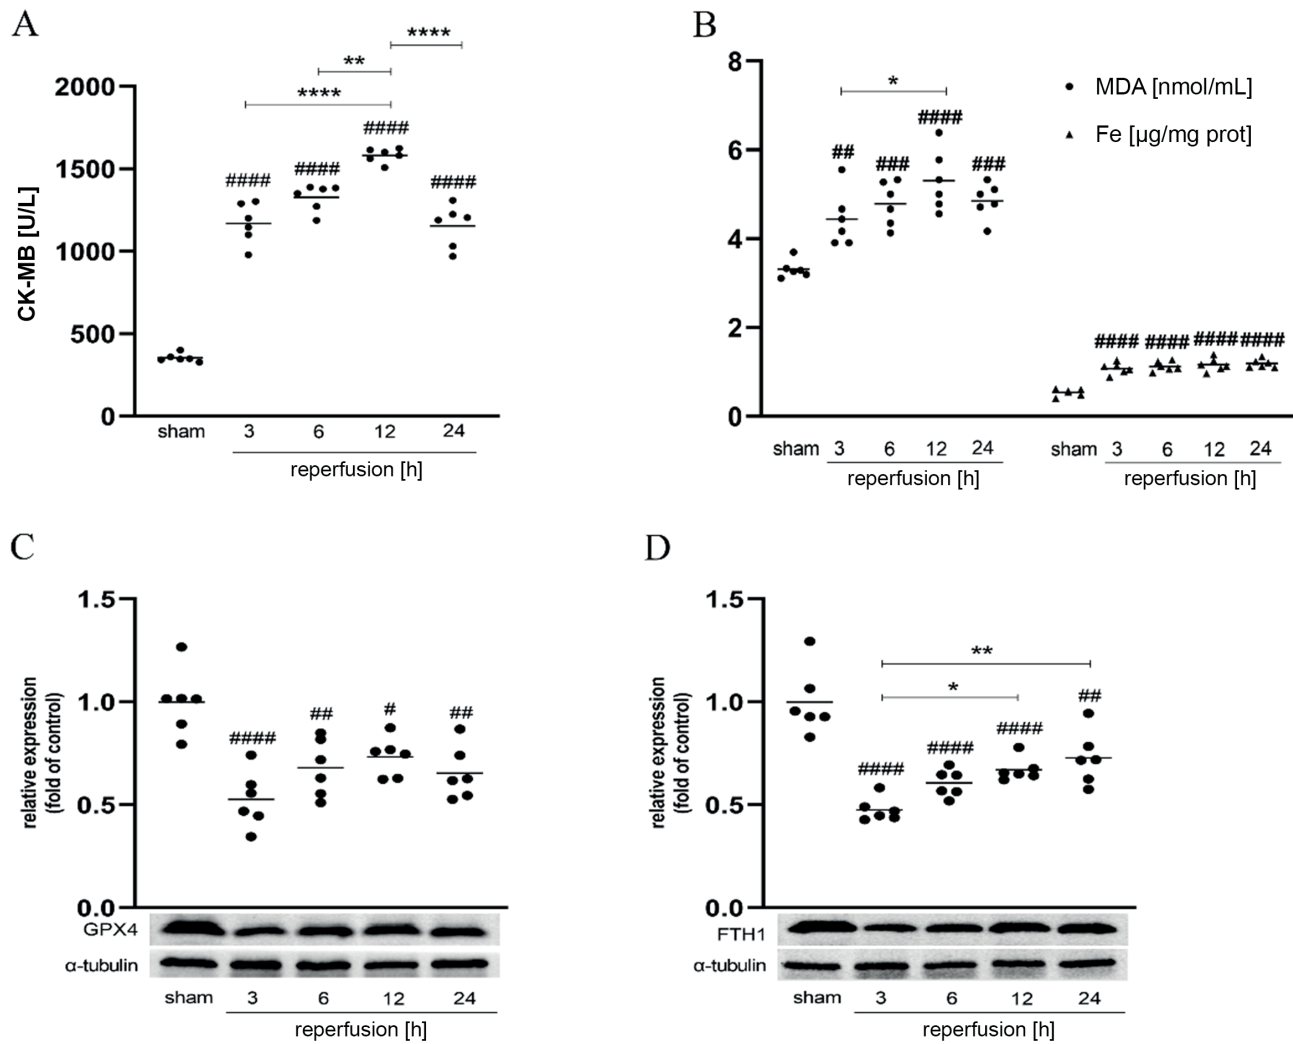 A
****
**
****
2000
1500
1000
500
0
CK-MB [U/L]
####
####
####
####
sham 3 6 12 24
reperfusion [h]
B
8
6
4
2
0
*
MDA [nmol/mL]
Fe [µg/mg prot]
##
###
####
###
####
####
####
####
sham 3 6 12 24
reperfusion [h]
sham 3 6 12 24
reperfusion [h]
C
1.5
1.0
0.5
0.0
relative expression
(fold of control)
####
##
#
##
GPX4
α-tubulin
sham 3 6 12 24
reperfusion [h]
D
1.5
1.0
0.5
0.0
relative expression
(fold of control)
**
*
####
####
####
##
FTH1
α-tubulin
sham 3 6 12 24
reperfusion [h]